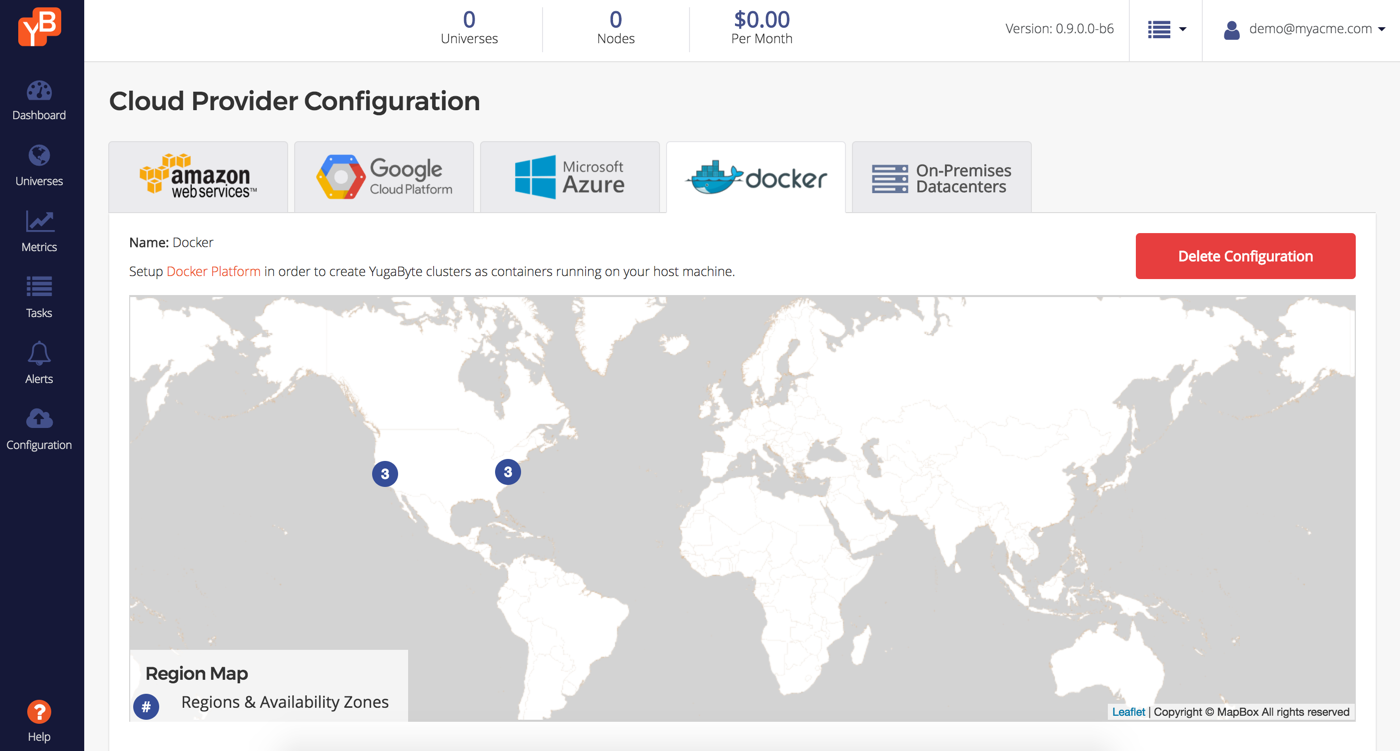 YB
0
Universes
0
Nodes
$0.00
Per Month
Version: 0.9.0.0-b6
demo@myacme.com
Dashboard
Universes
Metrics
Tasks
Alerts
Configuration
?
Help
Cloud Provider Configuration
amazon
web services™
Google
Cloud Platform
Microsoft
Azure
docker
On-Premises
Datacenters
Name: Docker
Delete Configuration
Setup Docker Platform in order to create YugaByte clusters as containers running on your host machine.
3
3
Region Map
# Regions & Availability Zones
Leaflet | Copyright © MapBox All rights reserved